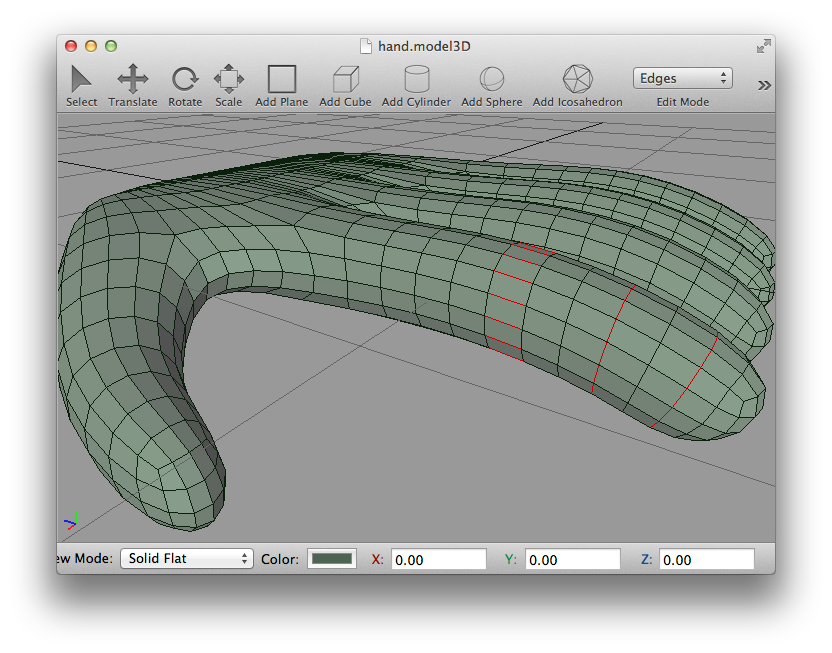 hand.model3D
Edges
Select Translate Rotate Scale Add Plane Add Cube Add Cylinder Add Sphere Add Icosahedron Edit Mode
ew Mode: Solid Flat Color: X: 0.00 Y: 0.00 Z: 0.00